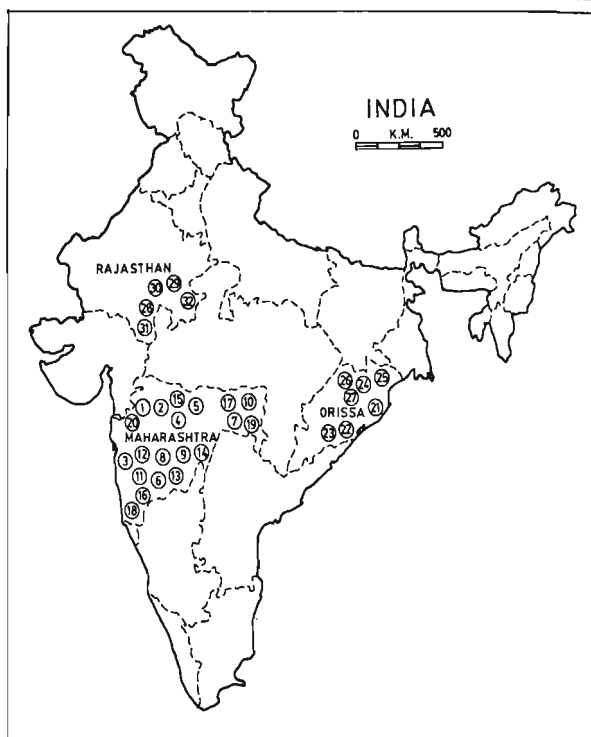 INDIA
0 K.M. 500
RAJASTHAN
30 29
28 32
31
15
1 2 5 17 10
20 4 7 19
MAHARASHTRA
3 12 8 9 14
11 6 13
16
18
26 24 25
27
ORISSA 21
23 22